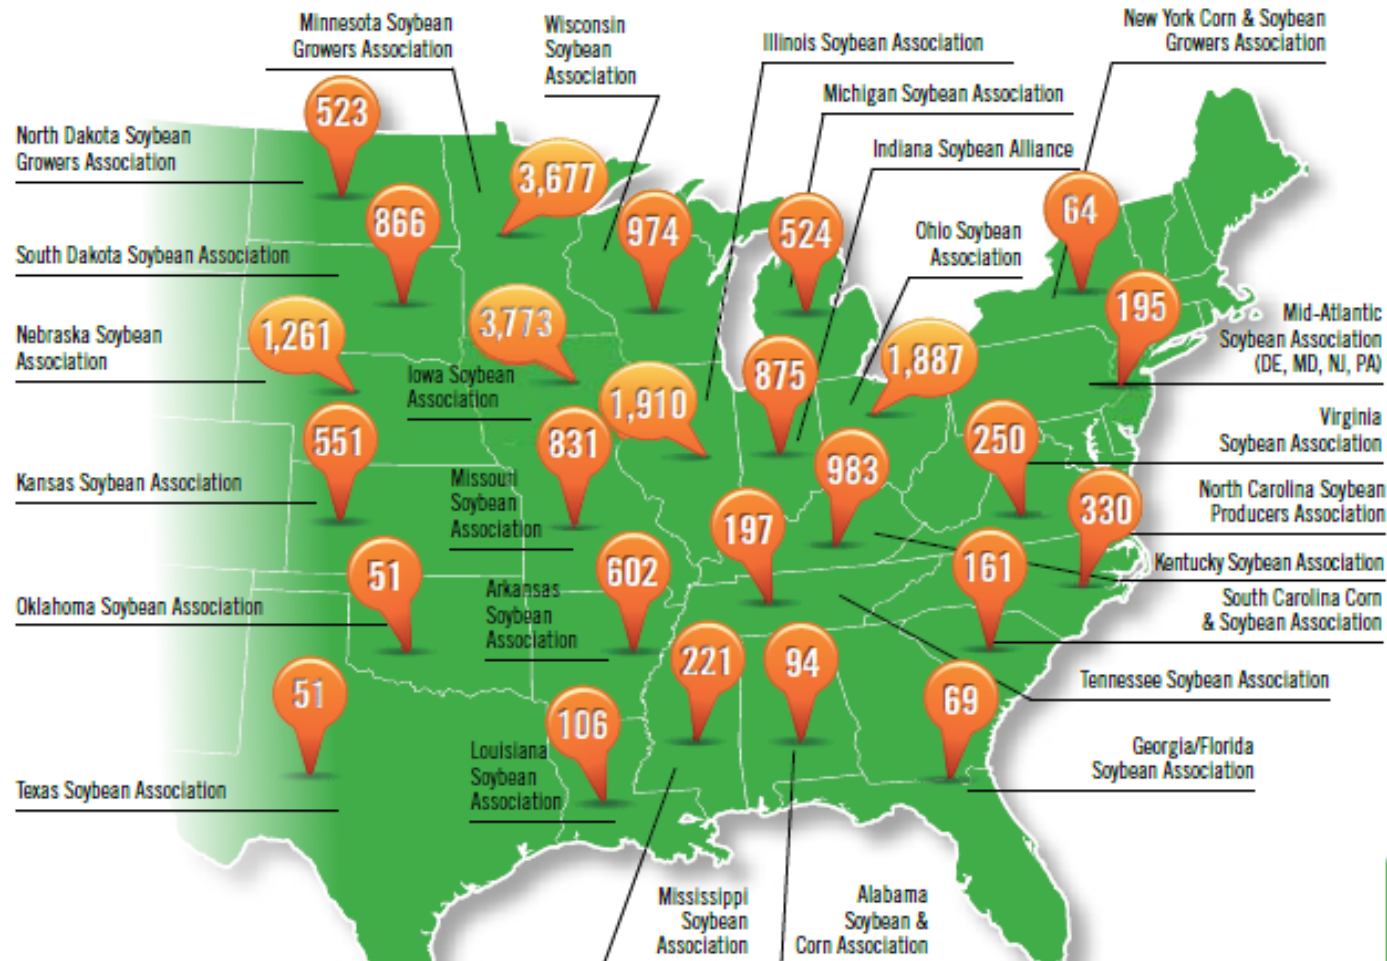 Minnesota Soybean
Growers Association
Wisconsin
Soybean
Association
Illinois Soybean Association
New York Corn & Soybean
Growers Association
Michigan Soybean Association
Indiana Soybean Alliance
North Dakota Soybean
Growers Association
523
3,677
866
974
524
64
Ohio Soybean
Association
South Dakota Soybean Association
195
Mid-Atlantic
Soybean Association
(DE, MD, NJ, PA)
Nebraska Soybean
Association
1,261
3,773
1,887
875
Iowa Soybean
Association
1,910
551
831
983
250
Virginia
Soybean Association
Kansas Soybean Association
Missouri
Soybean
Association
197
330
North Carolina Soybean
Producers Association
51
602
161
Kentucky Soybean Association
Oklahoma Soybean Association
Arkansas
Soybean
Association
South Carolina Corn
& Soybean Association
221
94
69
Tennessee Soybean Association
51
106
Louisiana
Soybean
Association
Georgia/Florida
Soybean Association
Texas Soybean Association
Mississippi
Soybean
Association
Alabama
Soybean &
Corn Association